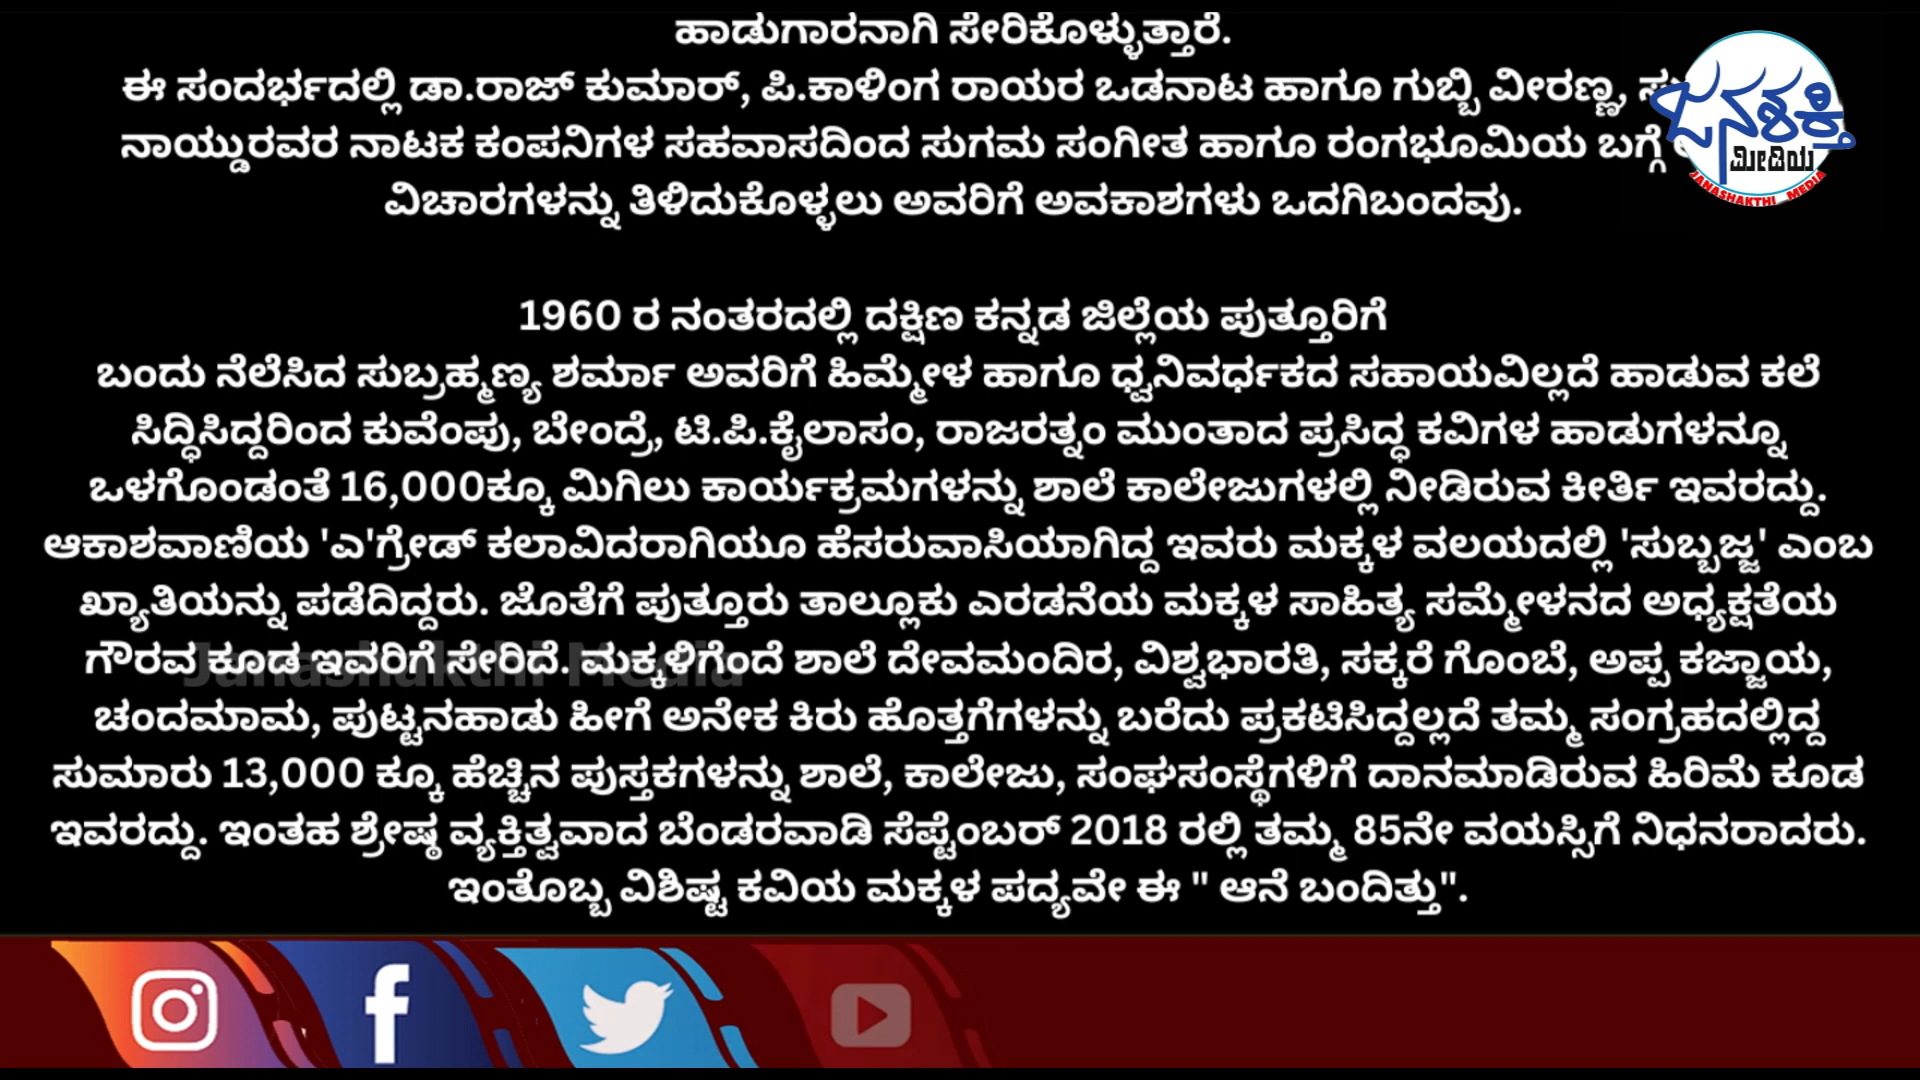 ಹಾಡುಗಾರನಾಗಿ ಸೇರಿಕೊಳ್ಳುತ್ತಾರೆ.
ಈ ಸಂದರ್ಭದಲ್ಲಿ ಡಾ.ರಾಜ್ ಕುಮಾರ್, ಪಿ.ಕಾಳಿಂಗ ರಾಯರ ಒಡನಾಟ ಹಾಗೂ ಗುಬ್ಬಿ ವೀರಣ್ಣ,
ನಾಯ್ಡುರವರ ನಾಟಕ ಕಂಪನಿಗಳ ಸಹವಾಸದಿಂದ ಸುಗಮ ಸಂಗೀತ ಹಾಗೂ ರಂಗಭೂಮಿಯ ಬಗ್ಗೆ
ವಿಚಾರಗಳನ್ನು ತಿಳಿದುಕೊಳ್ಳಲು ಅವರಿಗೆ ಅವಕಾಶಗಳು ಒದಗಿಬಂದವು.
ಜನಶಕ್ತಿ
ಮೀಡಿಯ
JANASHAKTHI MEDIA
1960 ರ ನಂತರದಲ್ಲಿ ದಕ್ಷಿಣ ಕನ್ನಡ ಜಿಲ್ಲೆಯ ಪುತ್ತೂರಿಗೆ
ಬಂದು ನೆಲೆಸಿದ ಸುಬ್ರಹ್ಮಣ್ಯ ಶರ್ಮಾ ಅವರಿಗೆ ಹಿಮ್ಮೇಳ ಹಾಗೂ ಧ್ವನಿವರ್ಧಕದ ಸಹಾಯವಿಲ್ಲದೆ ಹಾಡುವ ಕಲೆ
ಸಿದ್ಧಿಸಿದ್ದರಿಂದ ಕುವೆಂಪು, ಬೇಂದ್ರೆ, ಟಿ.ಪಿ.ಕೈಲಾಸಂ, ರಾಜರತ್ನಂ ಮುಂತಾದ ಪ್ರಸಿದ್ಧ ಕವಿಗಳ ಹಾಡುಗಳನ್ನೂ
ಒಳಗೊಂಡಂತೆ 16,000ಕ್ಕೂ ಮಿಗಿಲು ಕಾರ್ಯಕ್ರಮಗಳನ್ನು ಶಾಲೆ ಕಾಲೇಜುಗಳಲ್ಲಿ ನೀಡಿರುವ ಕೀರ್ತಿ ಇವರದ್ದು.
ಆಕಾಶವಾಣಿಯ 'ಎ'ಗ್ರೇಡ್ ಕಲಾವಿದರಾಗಿಯೂ ಹೆಸರುವಾಸಿಯಾಗಿದ್ದ ಇವರು ಮಕ್ಕಳ ವಲಯದಲ್ಲಿ 'ಸುಬ್ಬಜ್ಜ' ಎಂಬ
ಖ್ಯಾತಿಯನ್ನು ಪಡೆದಿದ್ದರು. ಜೊತೆಗೆ ಪುತ್ತೂರು ತಾಲ್ಲೂಕು ಎರಡನೆಯ ಮಕ್ಕಳ ಸಾಹಿತ್ಯ ಸಮ್ಮೇಳನದ ಅಧ್ಯಕ್ಷತೆಯ
ಗೌರವ ಕೂಡ ಇವರಿಗೆ ಸೇರಿದೆ. ಮಕ್ಕಳಿಗೆಂದೆ ಶಾಲೆ ದೇವಮಂದಿರ, ವಿಶ್ವಭಾರತಿ, ಸಕ್ಕರೆ ಗೊಂಬೆ, ಅಪ್ಪ ಕಜ್ಜಾಯ,
Janashakthi Media
ಚಂದಮಾಮ, ಪುಟ್ಟನಹಾಡು ಹೀಗೆ ಅನೇಕ ಕಿರು ಹೊತ್ತಗೆಗಳನ್ನು ಬರೆದು ಪ್ರಕಟಿಸಿದ್ದಲ್ಲದೆ ತಮ್ಮ ಸಂಗ್ರಹದಲ್ಲಿದ್ದ
ಸುಮಾರು 13,000 ಕ್ಕೂ ಹೆಚ್ಚಿನ ಪುಸ್ತಕಗಳನ್ನು ಶಾಲೆ, ಕಾಲೇಜು, ಸಂಘಸಂಸ್ಥೆಗಳಿಗೆ ದಾನಮಾಡಿರುವ ಹಿರಿಮೆ ಕೂಡ
ಇವರದ್ದು. ಇಂತಹ ಶ್ರೇಷ್ಠ ವ್ಯಕ್ತಿತ್ವವಾದ ಬೆಂಡರವಾಡಿ ಸೆಪ್ಟೆಂಬರ್ 2018 ರಲ್ಲಿ ತಮ್ಮ 85ನೇ ವಯಸ್ಸಿಗೆ ನಿಧನರಾದರು.
ಇಂತೊಬ್ಬ ವಿಶಿಷ್ಟ ಕವಿಯ ಮಕ್ಕಳ ಪದ್ಯವೇ ಈ " ಆನೆ ಬಂದಿತ್ತು".